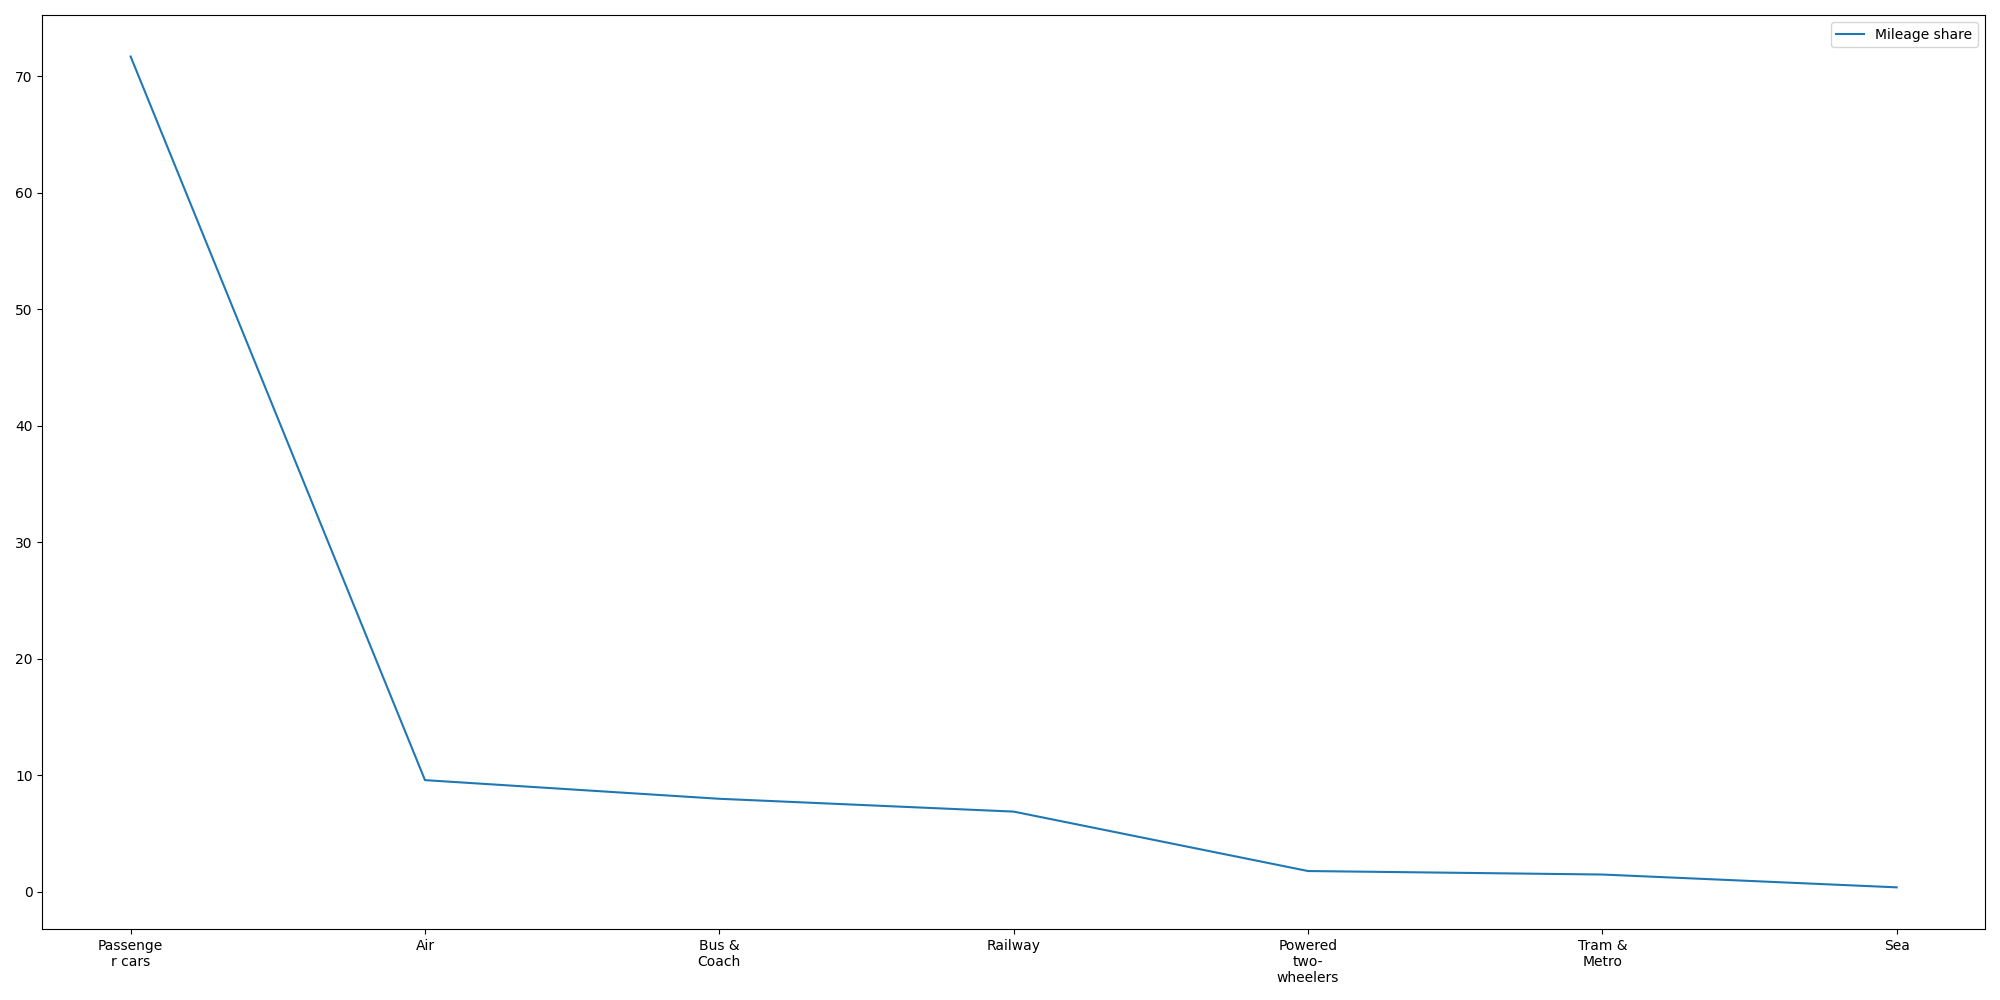 Mileage share
70
60
50
40
30
20
10
0
Passenge
r cars
Air
Bus &
Coach
Railway
Powered
two-
wheelers
Tram &
Metro
Sea